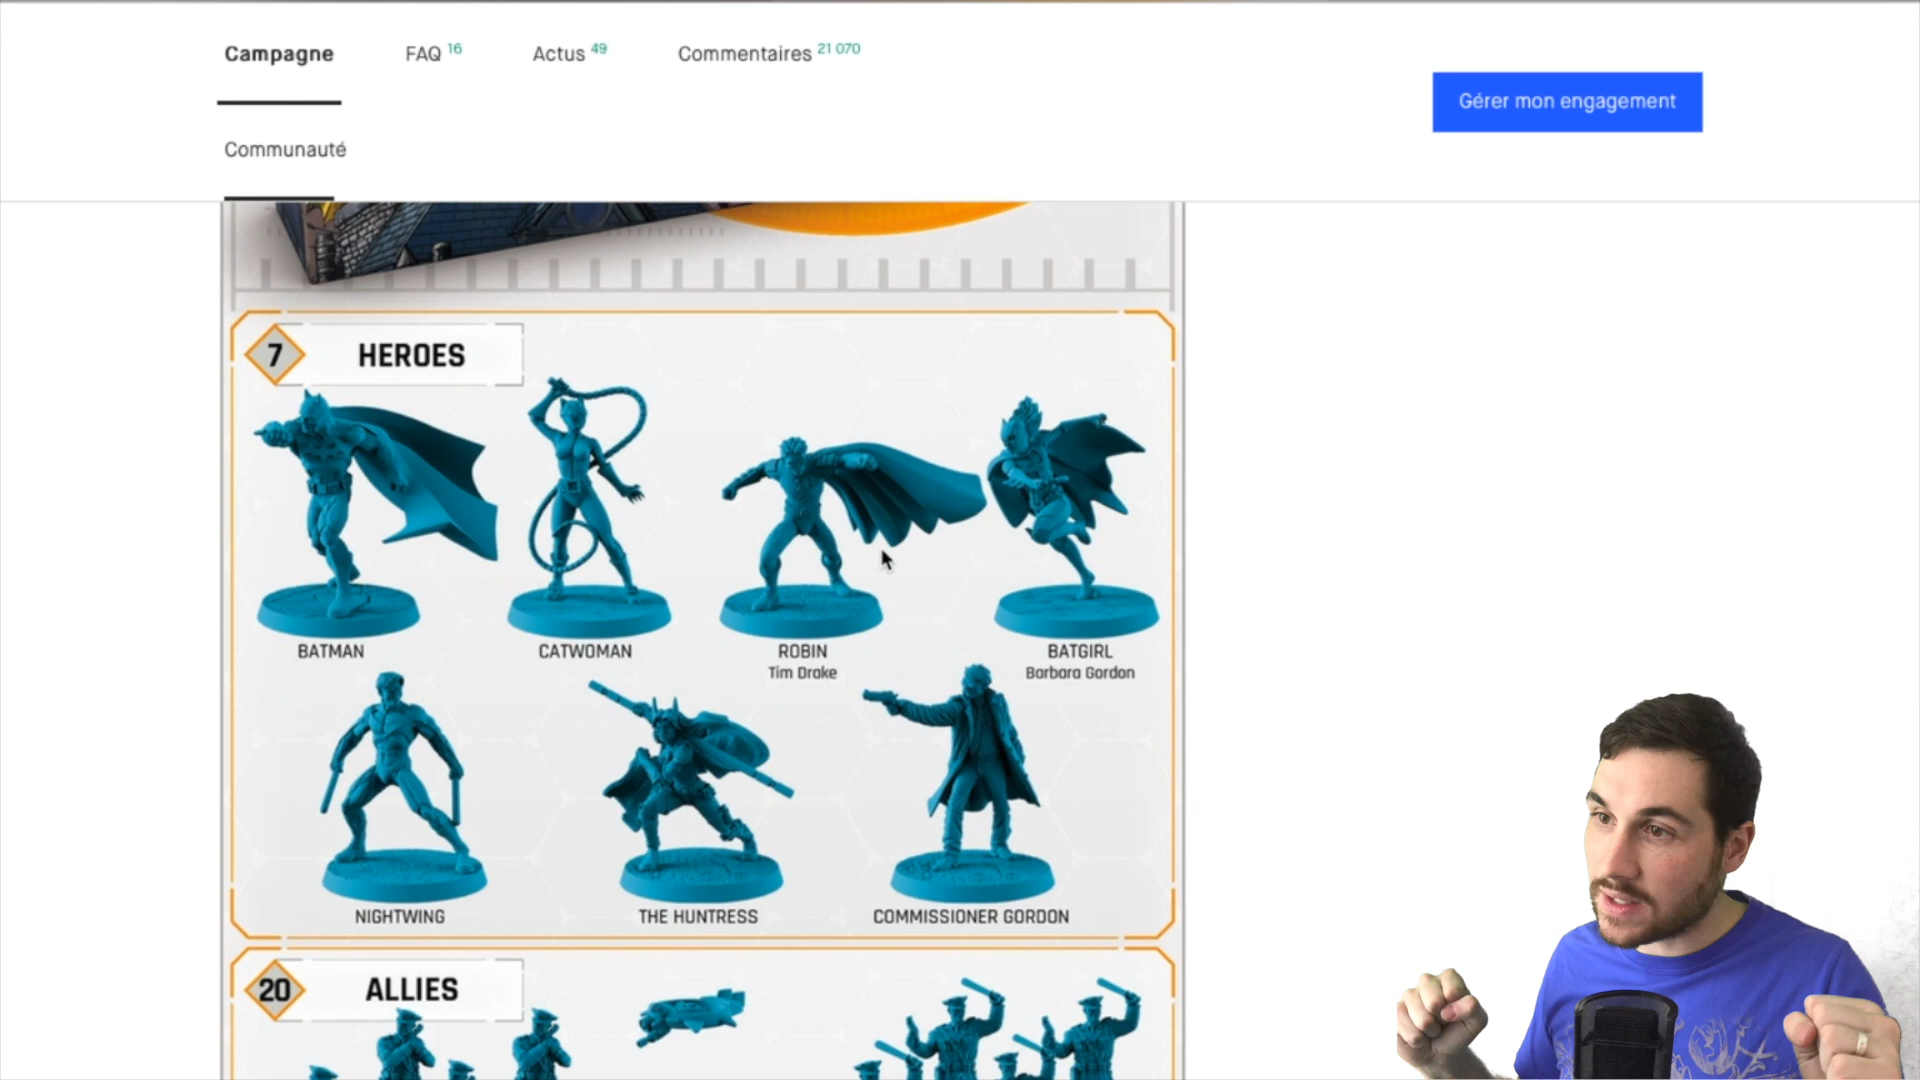 Campagne
FAQ 16
Actus 49
Commentaires 21 070
Gérer mon engagement
Communauté
7 HEROES
BATMAN
CATWOMAN
ROBIN
Tim Drake
BATGIRL
Barbara Gordon
NIGHTWING
THE HUNTRESS
COMMISSIONER GORDON
20 ALLIES